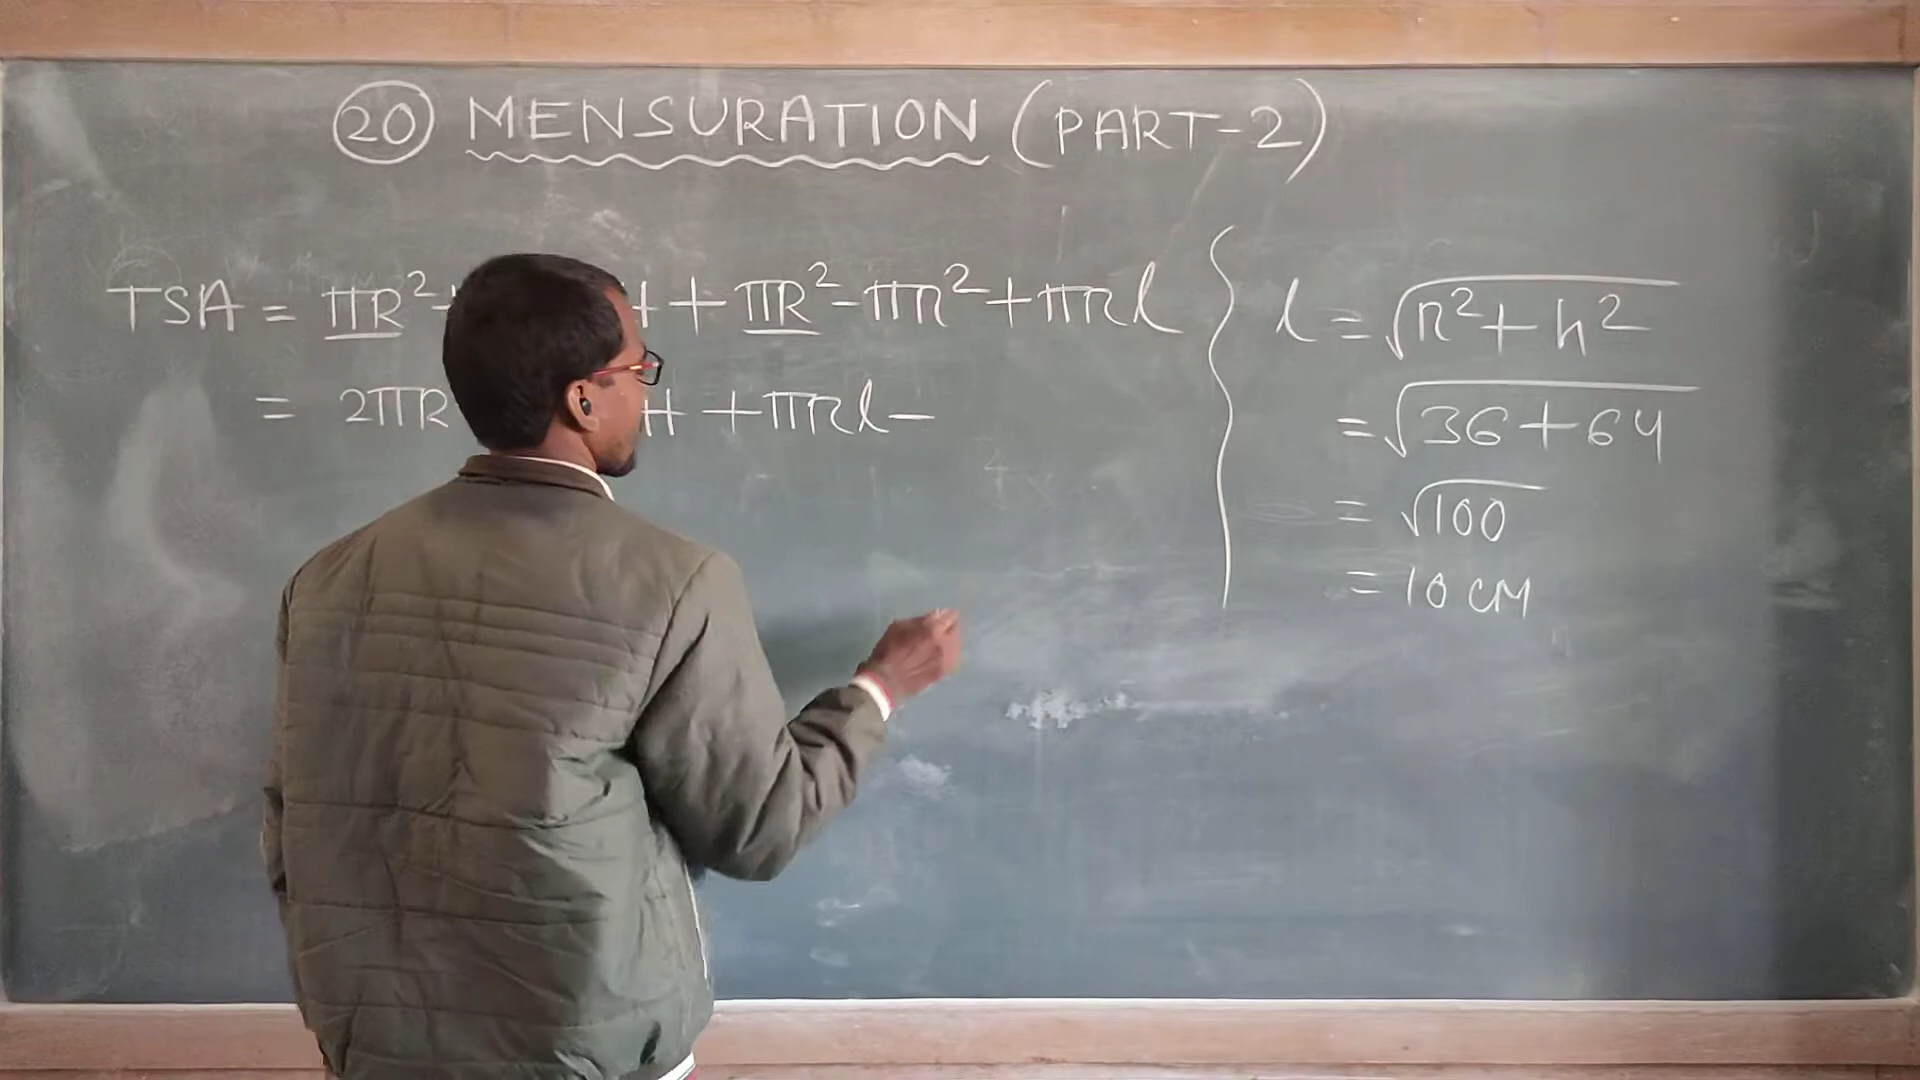 20 MENSURATION (PART-2)
TSA = πR²- + πR²-πr²+πrl
= 2πR H +πrl-
l = √r²+h²
= √36+64
= √100
= 10 CM